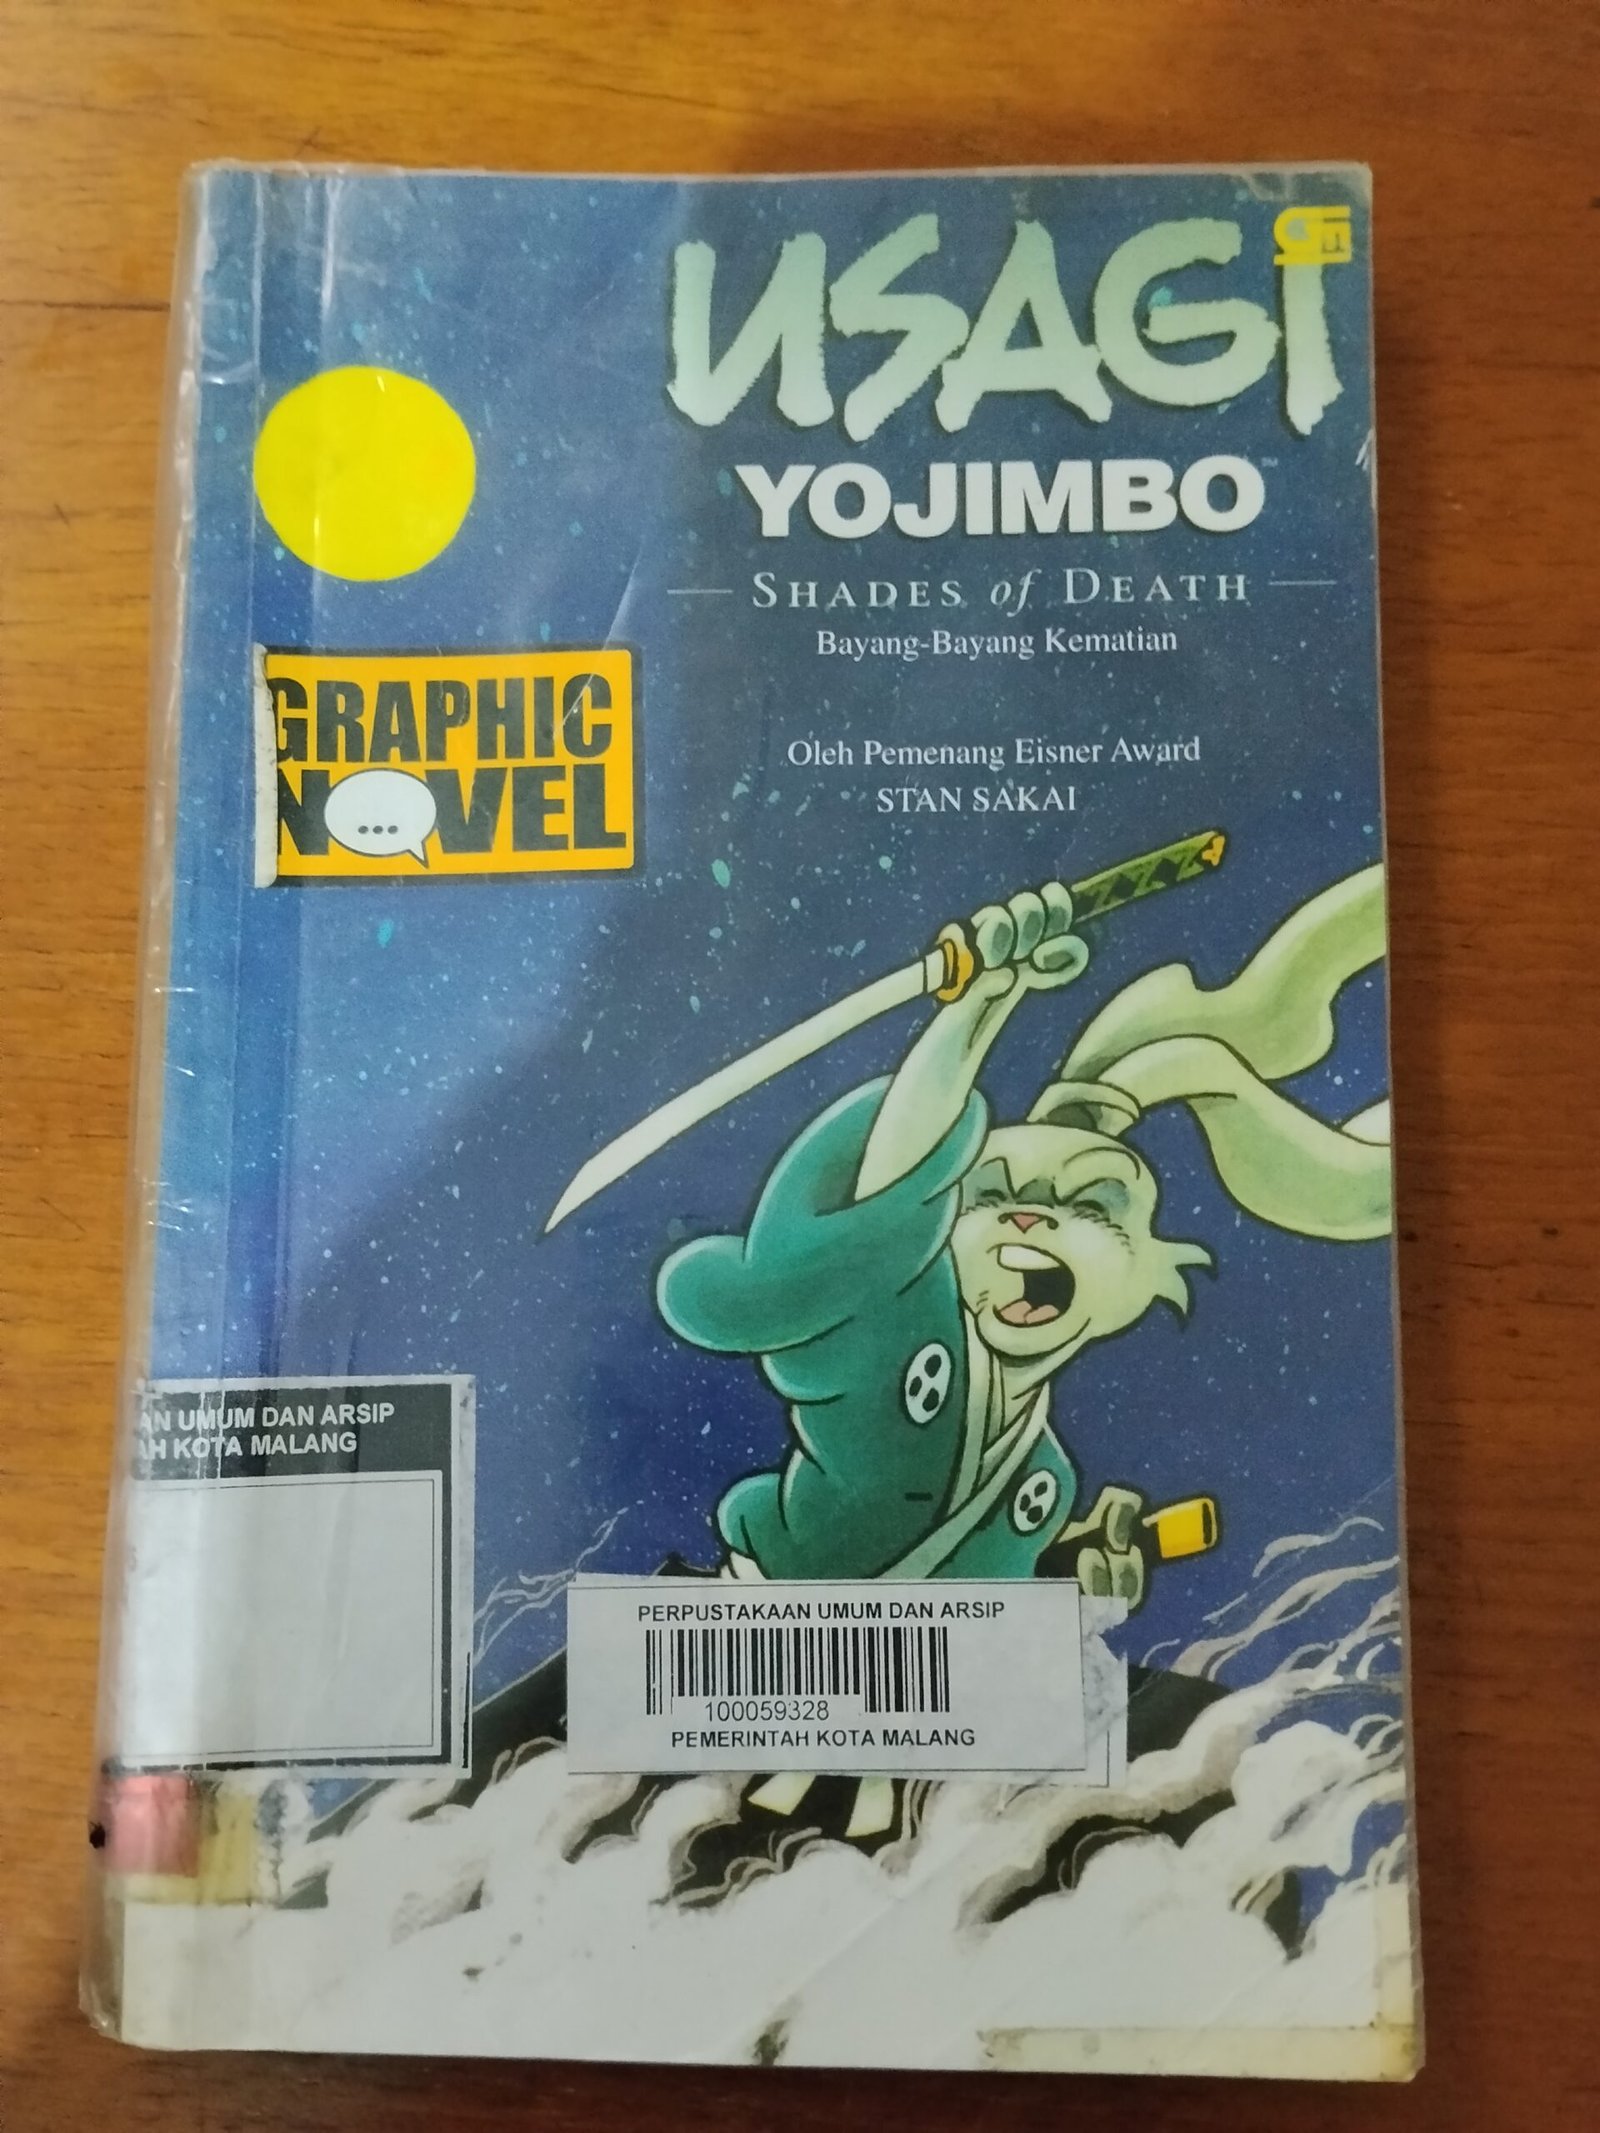 USAGI
YOJIMBO™
SHADES of DEATH
Bayang-Bayang Kematian
GRAPHIC
NOVEL
Oleh Pemenang Eisner Award
STAN SAKAI
AN UMUM DAN ARSIP
AH KOTA MALANG
PERPUSTAKAAN UMUM DAN ARSIP
100059328
PEMERINTAH KOTA MALANG